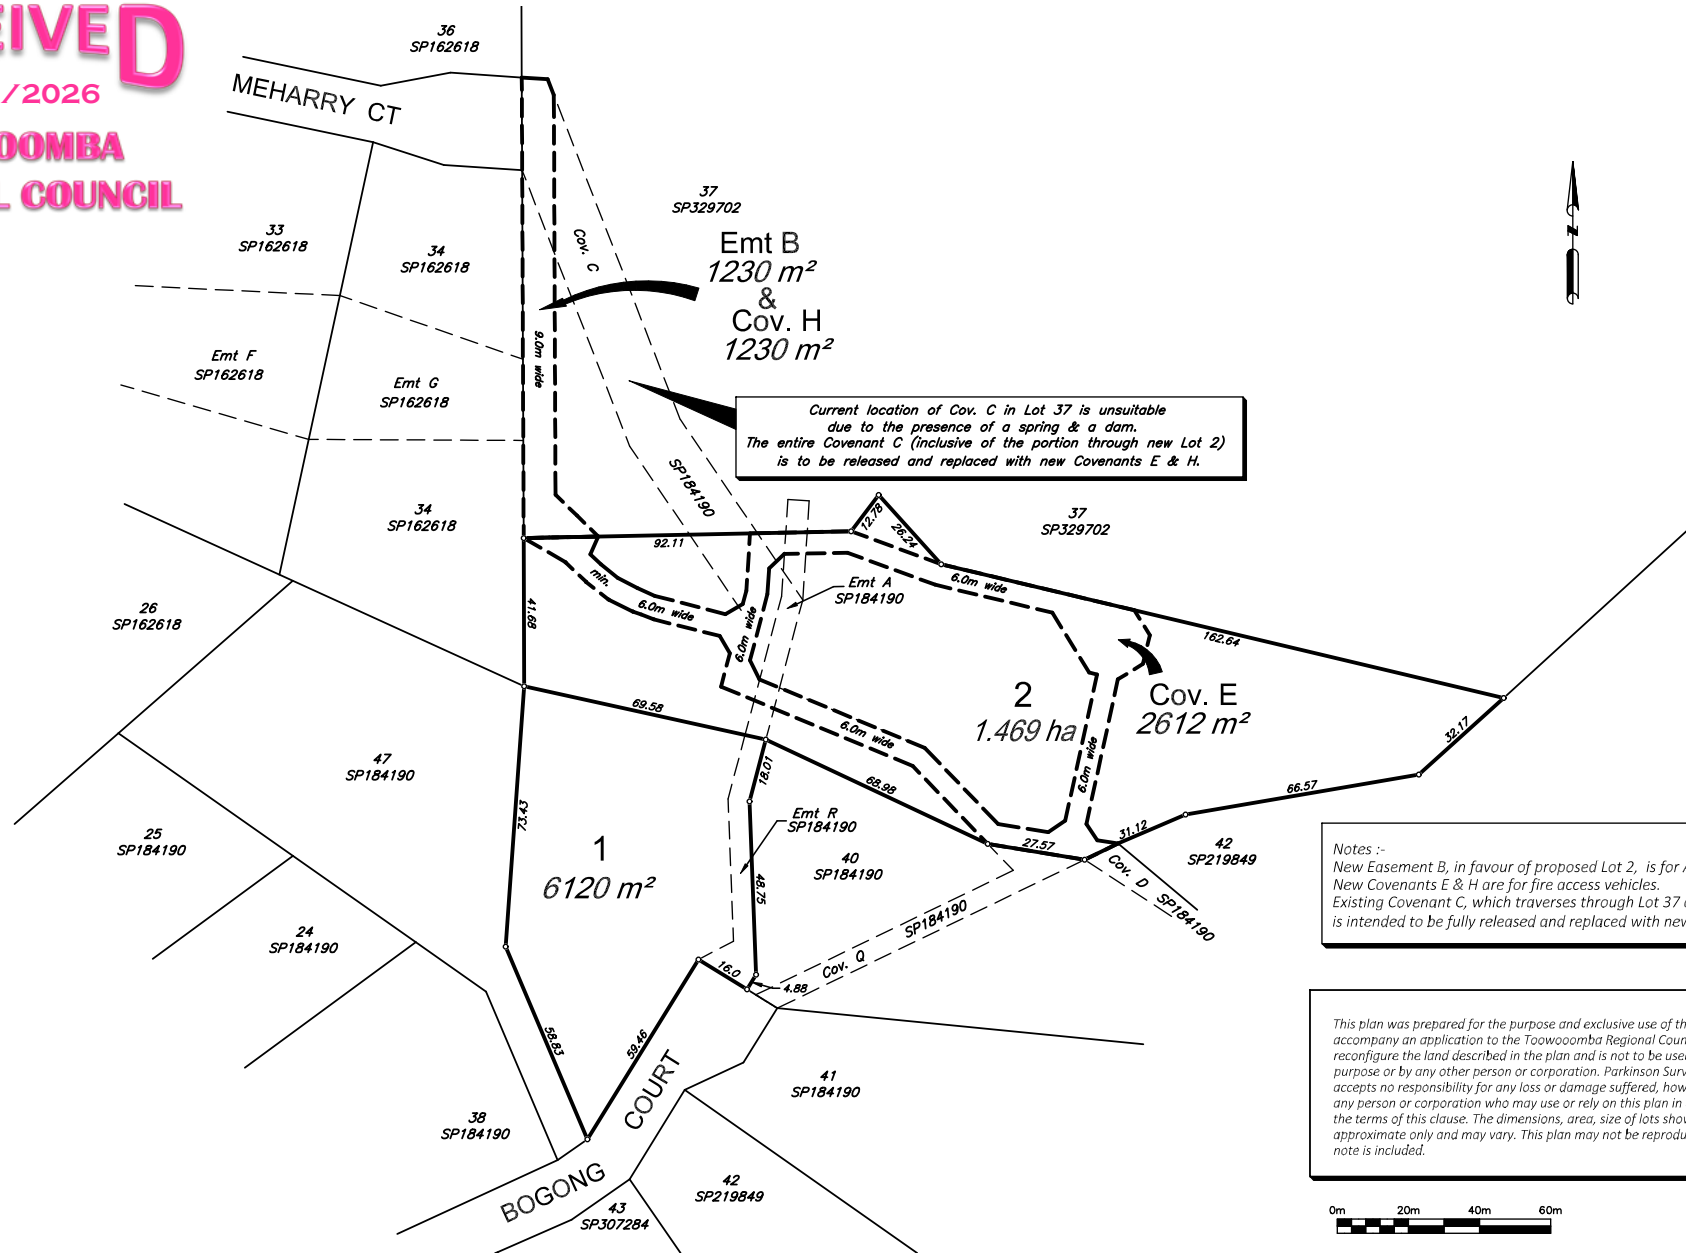 EIVED
/2026
OOMBA
L COUNCIL
36
SP162618
MEHARRY CT
33
SP162618
34
SP162618
Cov. C
37
SP329702
Emt B
1230 m²
&
Cov. H
1230 m²
N
9.0m wide
Emt F
SP162618
Emt G
SP162618
Current location of Cov. C in Lot 37 is unsuitable
due to the presence of a spring & a dam.
The entire Covenant C (inclusive of the portion through new Lot 2)
is to be released and replaced with new Covenants E & H.
SP184190
34
SP162618
92.11
12.78
26.24
37
SP329702
26
SP162618
41.68
min.
6.0m wide
6.0m wide
Emt A
SP184190
6.0m wide
162.64
2
1.469 ha
Cov. E
2612 m²
69.58
6.0m wide
6.0m wide
32.17
47
SP184190
18.01
68.98
66.57
73.43
25
SP184190
1
6120 m²
Emt R
SP184190
40
SP184190
48.75
27.57
31.12
42
SP219849
Cov. D SP184190
24
SP184190
SP184190
Cov. Q
16.0
4.88
58.83
59.46
Notes :-
New Easement B, in favour of proposed Lot 2, is for A
New Covenants E & H are for fire access vehicles.
Existing Covenant C, which traverses through Lot 37
is intended to be fully released and replaced with new
This plan was prepared for the purpose and exclusive use of th
accompany an application to the Toowooomba Regional Coun
reconfigure the land described in the plan and is not to be use
purpose or by any other person or corporation. Parkinson Surv
accepts no responsibility for any loss or damage suffered, how
any person or corporation who may use or rely on this plan in
the terms of this clause. The dimensions, area, size of lots show
approximate only and may vary. This plan may not be reprodu
note is included.
38
SP184190
BOGONG COURT
41
SP184190
42
SP219849
43
SP307284
0m 20m 40m 60m